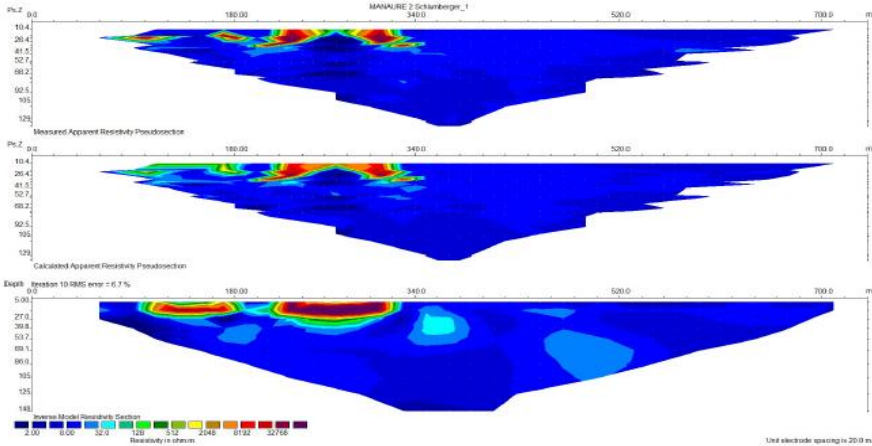 MANAURE 2 Schlumberger_1
Ps.Z 0.0 180.00 340.0 520.0 700.0 m
10.4
26.4
41.5
52.7
68.2
92.5
105
129
Measured Apparent Resistivity Pseudosection
Ps.Z 0.0 180.00 340.0 520.0 700.0 m
10.4
26.4
41.5
52.7
68.2
92.5
105
129
Calculated Apparent Resistivity Pseudosection
Depth Iteration 10 RMS error = 6.7 %
0.0 180.00 340.0 520.0 700.0 m
5.00
27.0
39.8
53.7
69.1
86.0
105
125
148
Inverse Model Resistivity Section
2.00 8.00 32.0 128 512 2048 8192 32768
Resistivity in ohm.m
Unit electrode spacing is 20.0 m